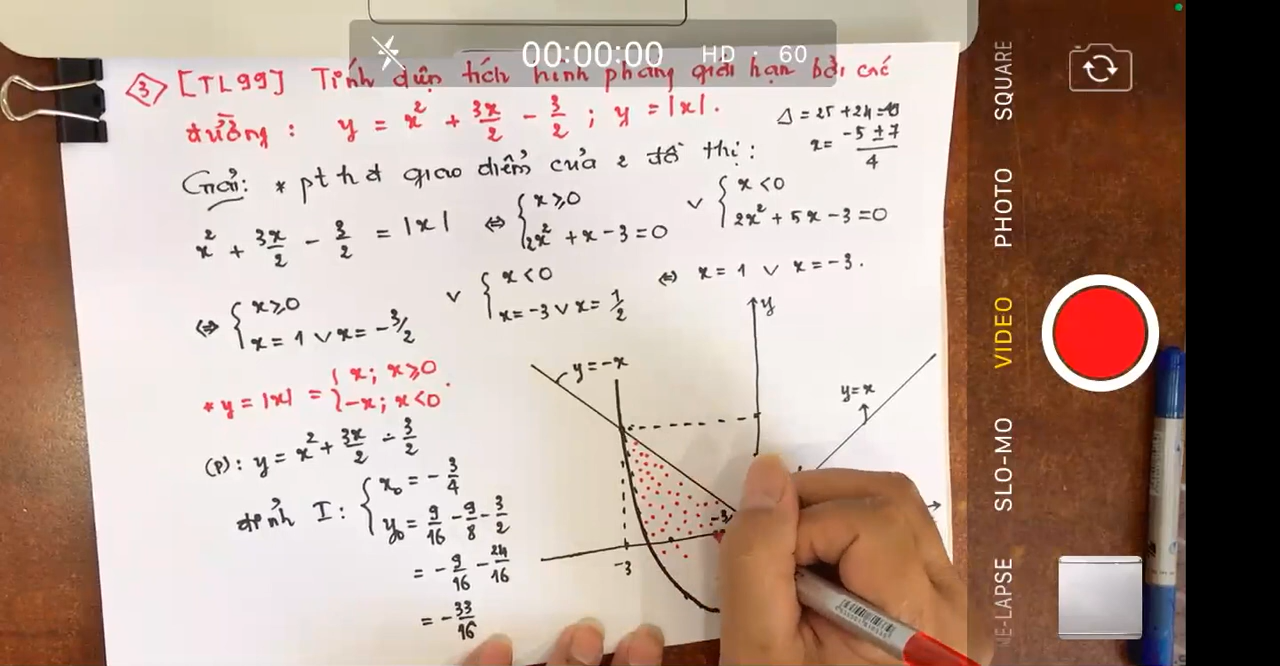 00:00:00 HD · 60
3 [TL99] Tính diện tích hình phẳng giới hạn bởi các
đường: y = x² + 3x/2 - 3/2 ; y = |x|.
Δ = 25 + 24 = 49
x = (-5 ± 7)/4
Giải: * pt h đ giao điểm của 2 đồ thị:
x² + 3x/2 - 3/2 = |x| ⇔ { x ⩾ 0 ; 2x² + x - 3 = 0 ∨ { x < 0 ; 2x² + 5x - 3 = 0
⇔ { x ⩾ 0 ; x = 1 ∨ x = -3/2 ∨ { x < 0 ; x = -3 ∨ x = 1/2 ⇔ x = 1 ∨ x = -3.
* y = |x| = { x; x ⩾ 0 ; -x; x < 0 .
(P): y = x² + 3x/2 - 3/2
đỉnh I: { x₀ = -3/4 ; y₀ = 9/16 - 9/8 - 3/2
= -9/16 - 24/16
= -33/16
y
y = -x
y = x
-3
-3
SQUARE
PHOTO
VIDEO
SLO-MO
NE-LAPSE